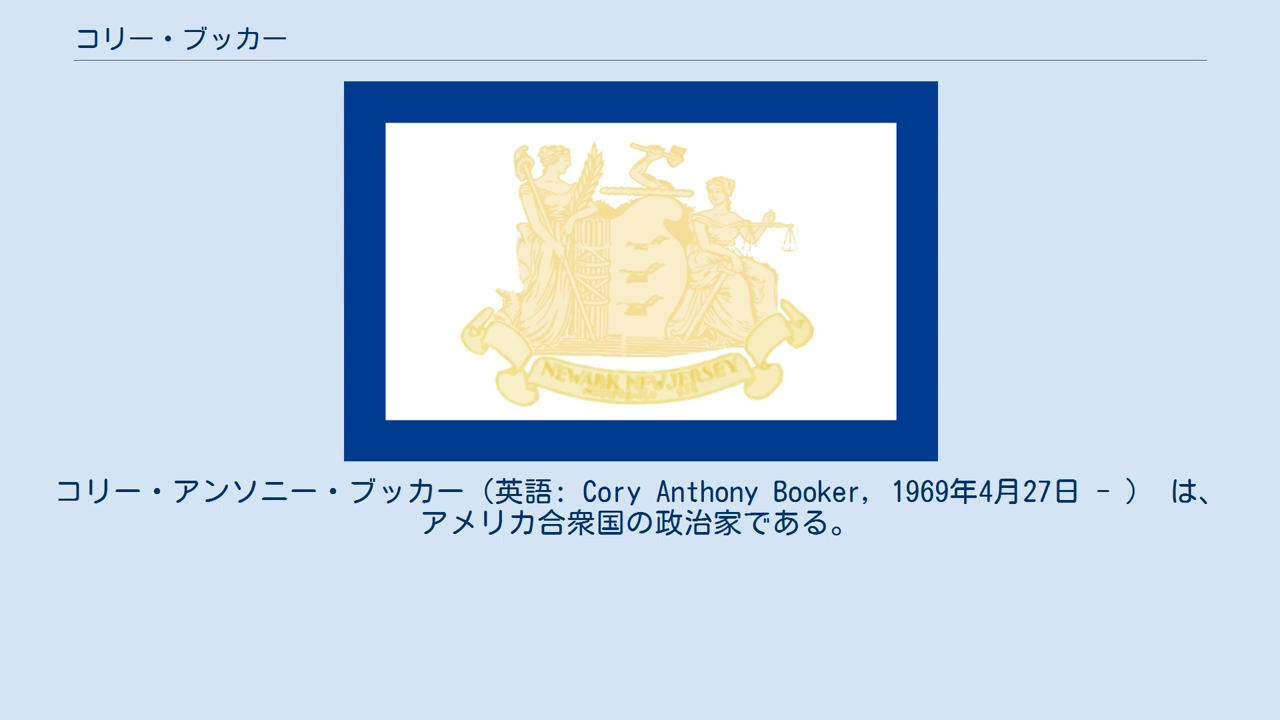 コリー・ブッカー
NEWARK NEW JERSEY
コリー・アンソニー・ブッカー（英語: Cory Anthony Booker, 1969年4月27日 - ） は、
アメリカ合衆国の政治家である。